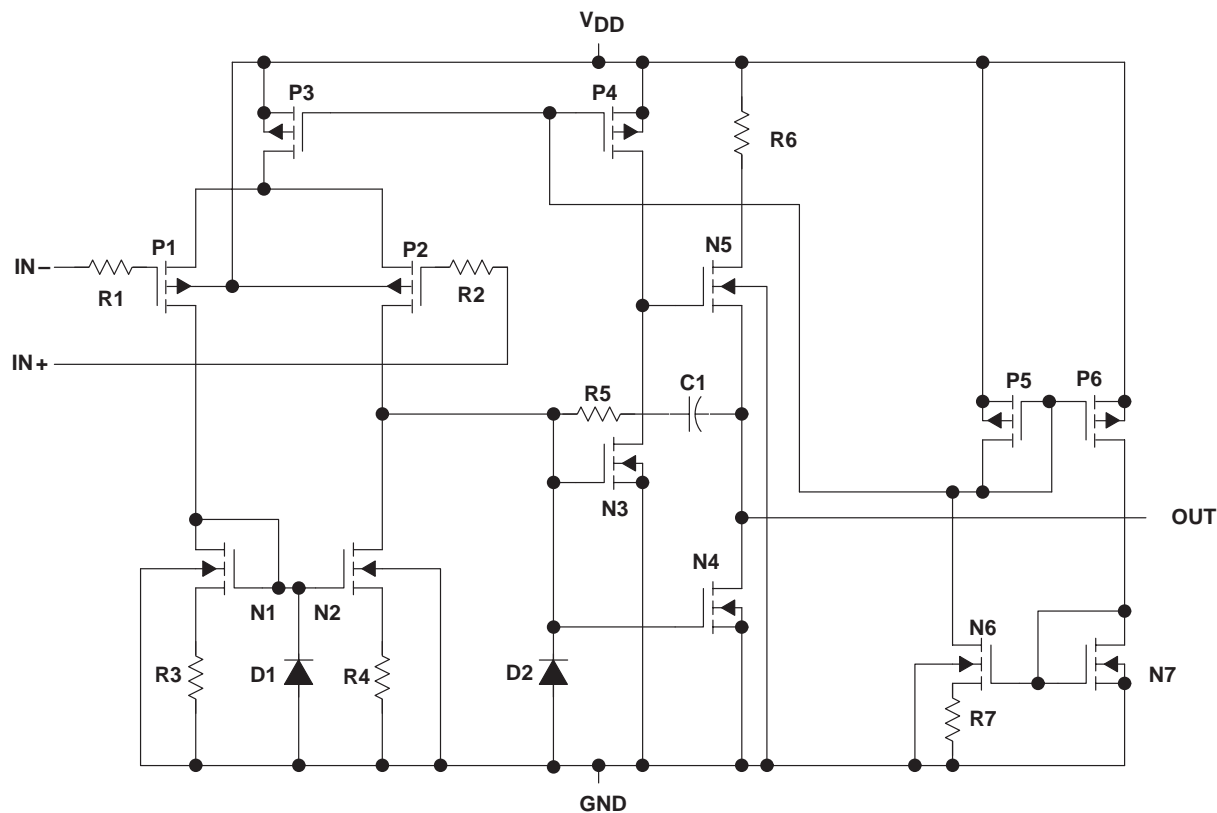 VDD
P3
P4
R6
P1
P2
N5
IN−
R1
R2
IN+
P5
P6
R5
C1
N3
OUT
N4
N1
N2
N6
R3
D1
R4
D2
N7
R7
GND